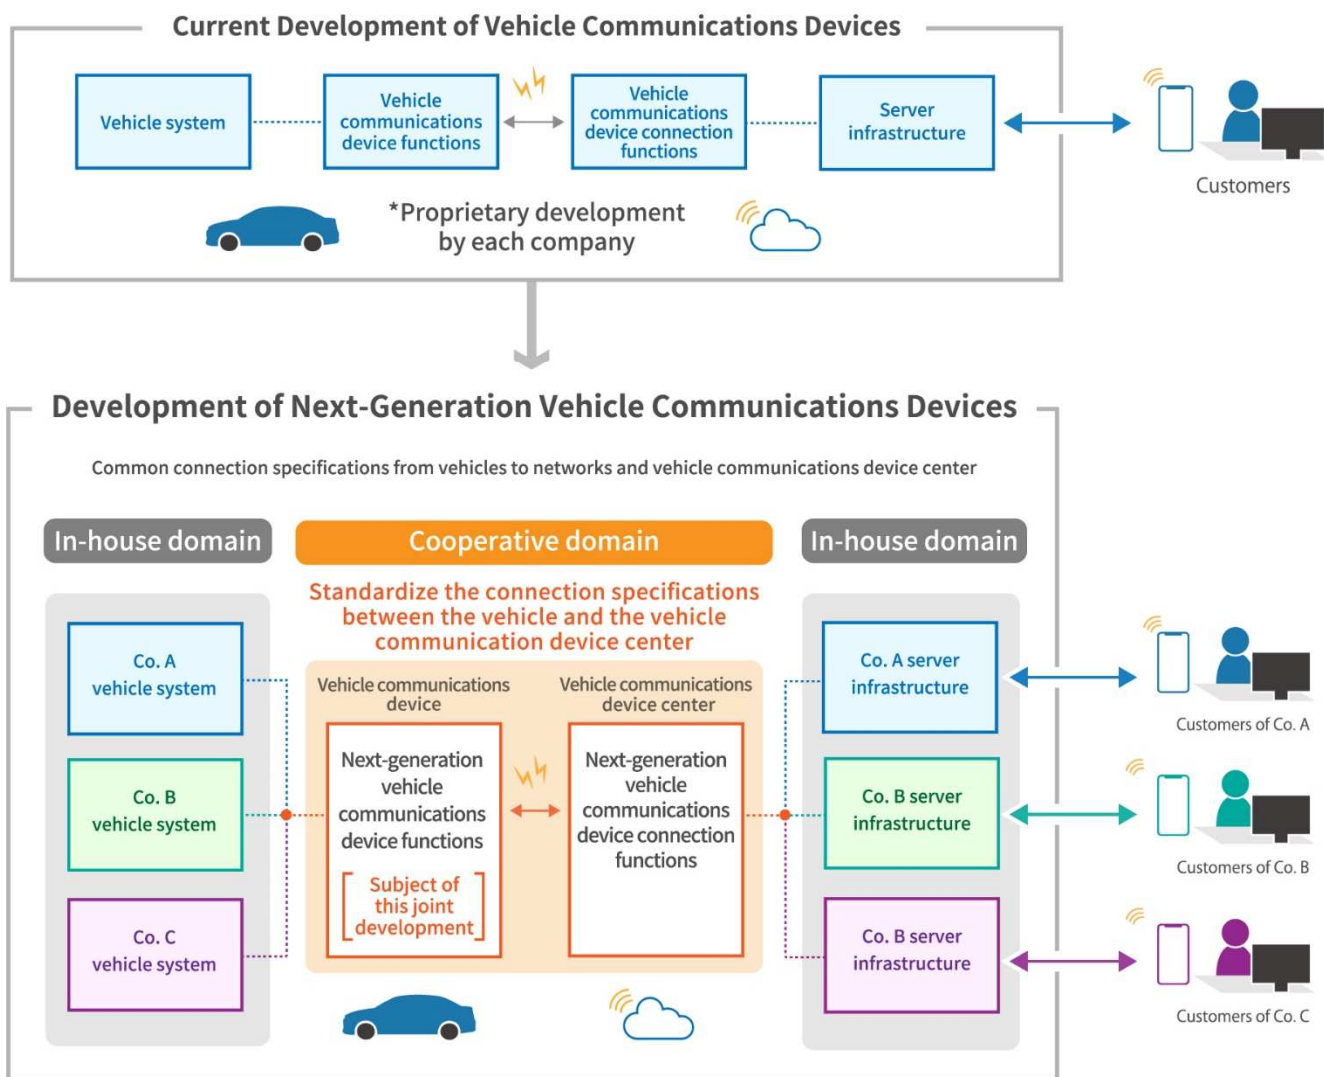 Current Development of Vehicle Communications Devices
Vehicle system
Vehicle
communications
device functions
Vehicle
communications
device connection
functions
Server
infrastructure
Customers
*Proprietary development
by each company
Development of Next-Generation Vehicle Communications Devices
Common connection specifications from vehicles to networks and vehicle communications device center
In-house domain
Cooperative domain
In-house domain
Standardize the connection specifications
between the vehicle and the vehicle
communication device center
Co. A
vehicle system
Co. B
vehicle system
Co. C
vehicle system
Vehicle communications
device
Next-generation
vehicle
communications
device functions
Subject of
this joint
development
Vehicle communications
device center
Next-generation
vehicle
communications
device connection
functions
Co. A server
infrastructure
Co. B server
infrastructure
Co. B server
infrastructure
Customers of Co. A
Customers of Co. B
Customers of Co. C